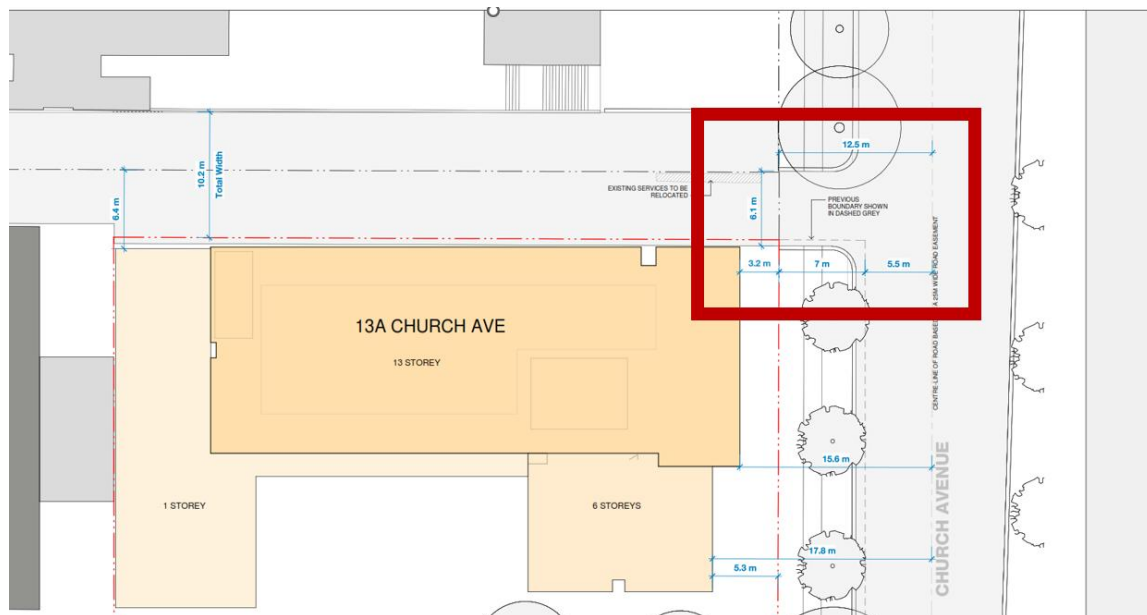 12.5 m
10.2 m
Total Width
EXISTING SERVICES TO BE
RELOCATED
6.4 m
6.1 m
PREVIOUS
BOUNDARY SHOWN
IN DASHED GREY
3.2 m
7 m
5.5 m
CENTRE-LINE OF ROAD BASED A 25M WIDE ROAD EASEMENT
13A CHURCH AVE
13 STOREY
15.6 m
1 STOREY
6 STOREYS
17.8 m
5.3 m
CHURCH AVENUE